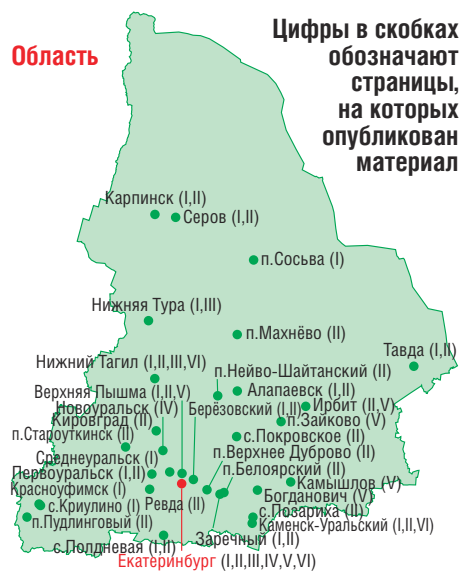 Область
Цифры в скобках
обозначают
страницы,
на которых
опубликован
материал
Карпинск (I,II)
Серов (I,II)
п.Сосьва (I)
Нижняя Тура (I,III)
п.Махнёво (II)
Тавда (I,II)
Нижний Тагил (I,II,III,VI)
п.Нейво-Шайтанский (II)
Верхняя Пышма (I,II,V)
Алапаевск (I,II)
Новоуральск (IV)
Берёзовский (I,II)
Ирбит (II,V)
Кировград (II)
п.Зайково (V)
п.Староуткинск (II)
с.Покровское (II)
Среднеуральск (I)
п.Верхнее Дуброво (II)
Первоуральск (I,II)
п.Белоярский (II)
Красноуфимск (I)
Камышлов (V)
Ревда (II)
Богданович (V)
с.Криулино (I)
с.Позариха (II)
п.Пудлинговый (II)
Заречный (I,II)
Каменск-Уральский (I,II,VI)
с.Полдневая (I,II)
Екатеринбург (I,II,III,IV,V,VI)